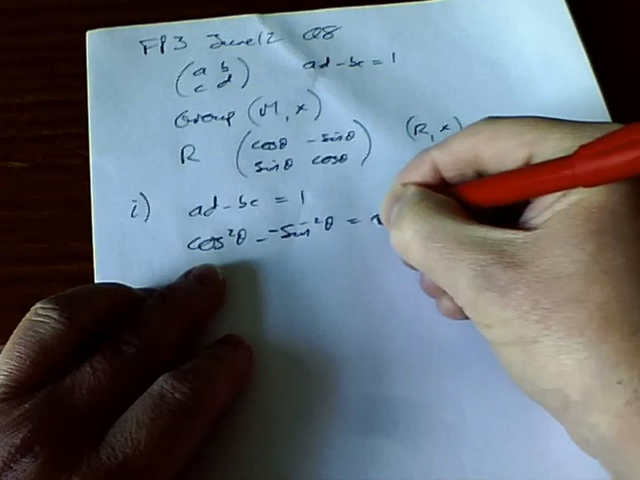 FP3 June12 Q8
(a b
c d) ad-bc = 1
Group (M, ×)
R (cosθ -sinθ
sinθ cosθ) (R, ×)
i) ad-bc = 1
cos²θ - -sin²θ =